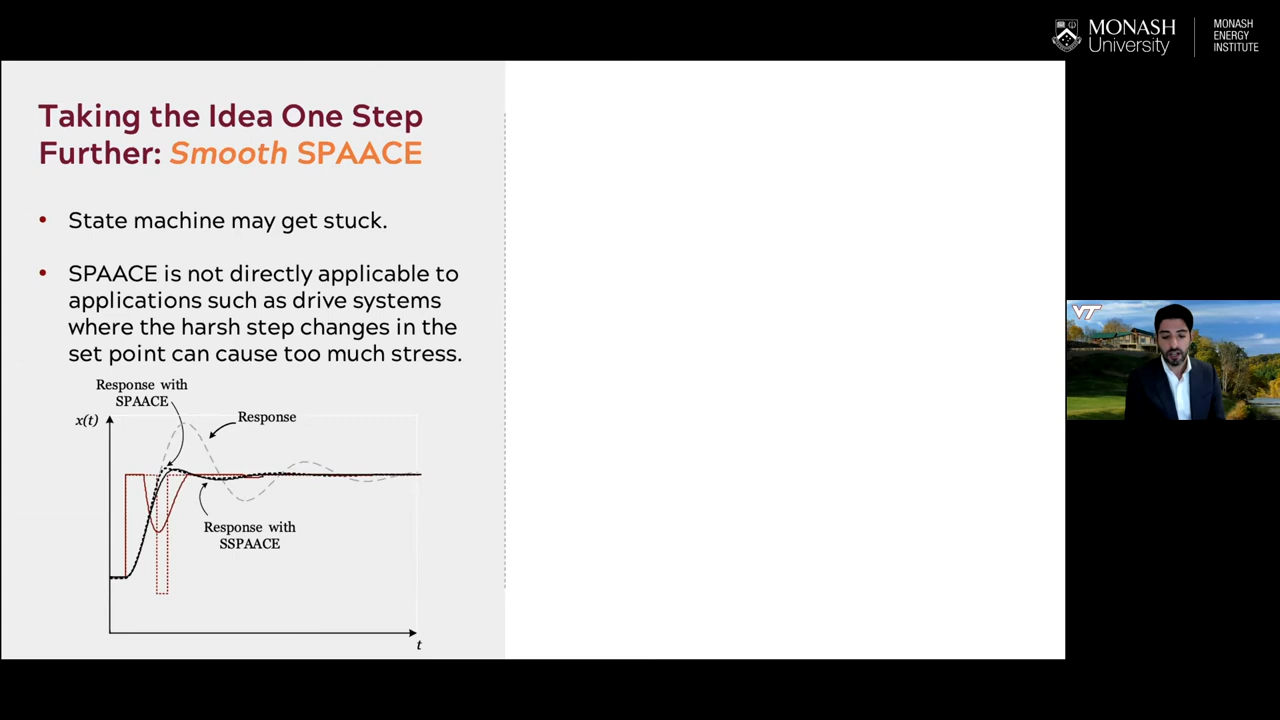 MONASH
University
MONASH
ENERGY
INSTITUTE
Taking the Idea One Step
Further: Smooth SPAACE
• State machine may get stuck.
• SPAACE is not directly applicable to
applications such as drive systems
where the harsh step changes in the
set point can cause too much stress.
Response with
SPAACE
x(t)
Response
Response with
SSPAACE
t
VT